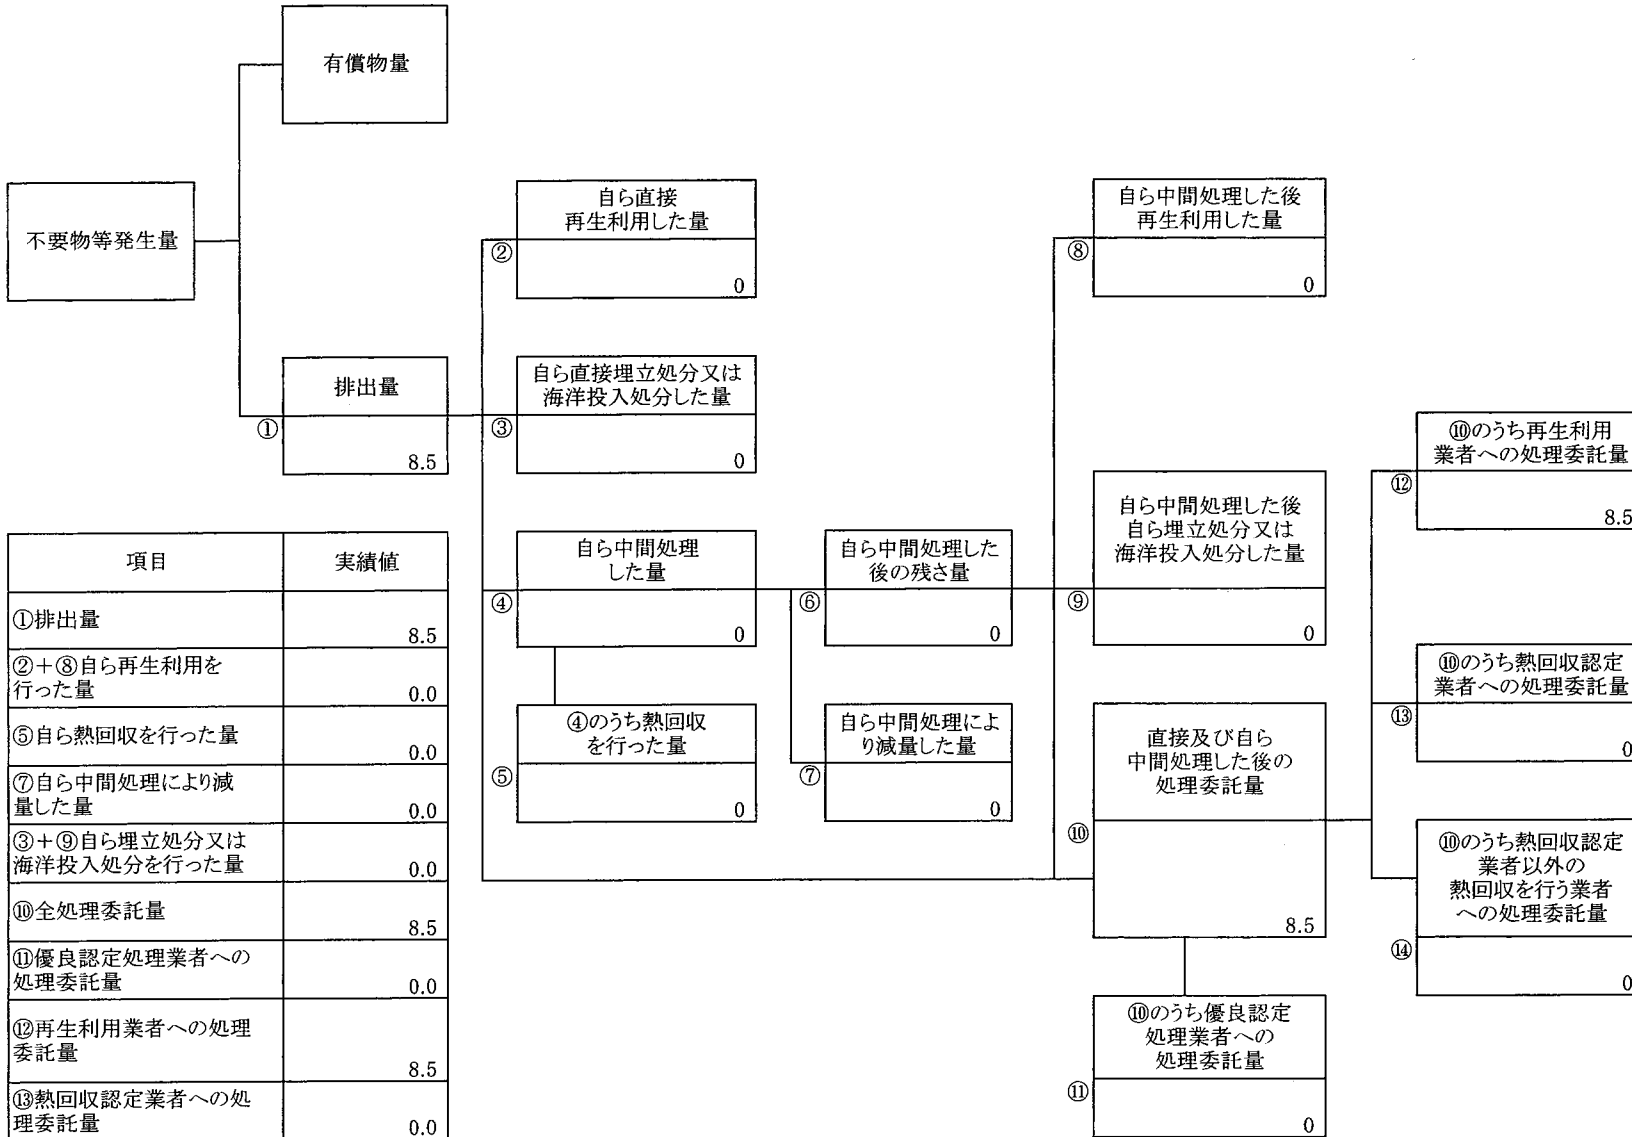 有償物量
不要物等発生量
自ら直接
再生利用した量
②
0
自ら中間処理した後
再生利用した量
⑧
0
排出量
①
8.5
自ら直接埋立処分又は
海洋投入処分した量
③
0
⑩のうち再生利用
業者への処理委託量
⑫
8.5
自ら中間処理
した量
④
0
自ら中間処理した
後の残さ量
⑥
0
自ら中間処理した後
自ら埋立処分又は
海洋投入処分した量
⑨
0
⑩のうち熱回収認定
業者への処理委託量
⑬
0
④のうち熱回収
を行った量
⑤
0
自ら中間処理によ
り減量した量
⑦
0
直接及び自ら
中間処理した後の
処理委託量
⑩
8.5
⑩のうち熱回収認定
業者以外の
熱回収を行う業者
への処理委託量
⑭
0
⑩のうち優良認定
処理業者への
処理委託量
⑪
0
項目 実績値
①排出量
8.5
②+⑧自ら再生利用を
行った量 0.0
⑤自ら熱回収を行った量
0.0
⑦自ら中間処理により減
量した量 0.0
③+⑨自ら埋立処分又は
海洋投入処分を行った量 0.0
⑩全処理委託量
8.5
⑪優良認定処理業者への
処理委託量 0.0
⑫再生利用業者への処理
委託量
8.5
⑬熱回収認定業者への処
理委託量 0.0